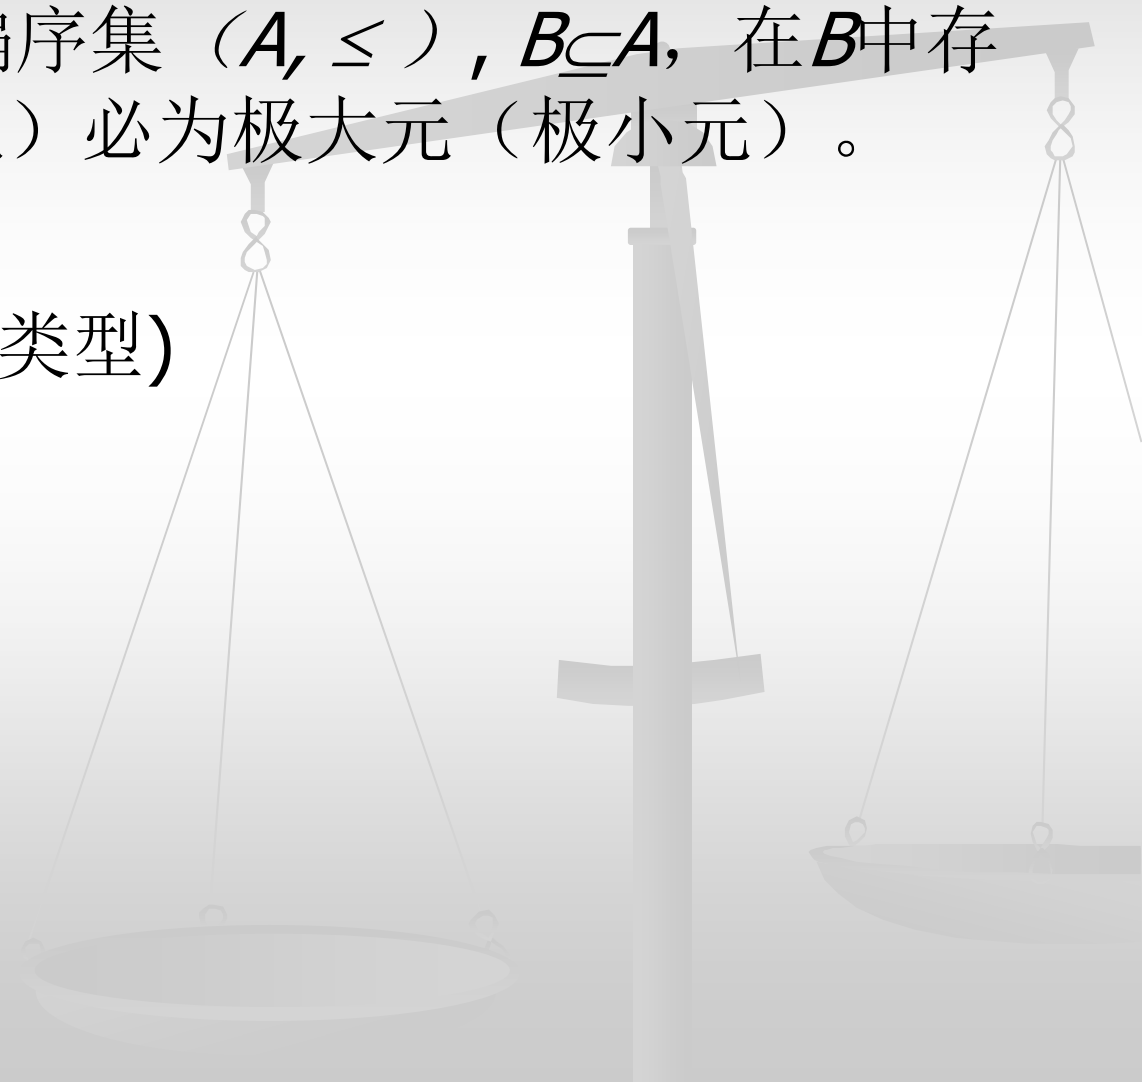 序集（A, ≤ ）, B⊆A，在B中存
）必为极大元（极小元）。
类型)